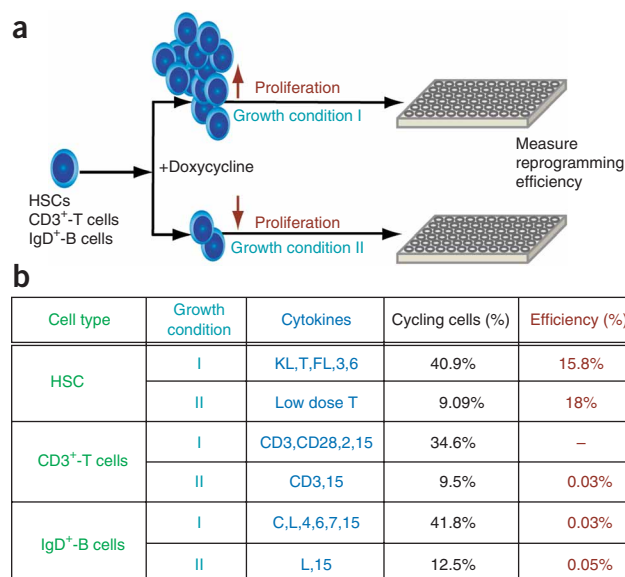 a
Proliferation
Growth condition I
+Doxycycline
HSCs
CD3⁺-T cells
IgD⁺-B cells
Measure
reprogramming
efficiency
Proliferation
Growth condition II
b
Cell type Growth condition Cytokines Cycling cells (%) Efficiency (%)
HSC I KL,T,FL,3,6 40.9% 15.8%
II Low dose T 9.09% 18%
CD3⁺-T cells I CD3,CD28,2,15 34.6% –
II CD3,15 9.5% 0.03%
IgD⁺-B cells I C,L,4,6,7,15 41.8% 0.03%
II L,15 12.5% 0.05%